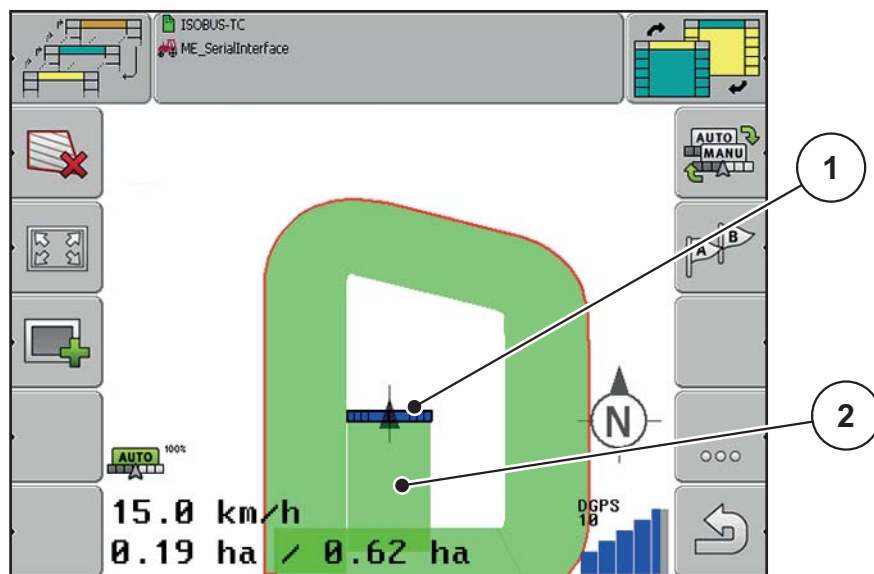 ISOBUS-TC
ME_SerialInterface
AUTO
MANU
1
A B
N
2
AUTO 100%
15.0 km/h
DGPS
10
0.19 ha / 0.62 ha